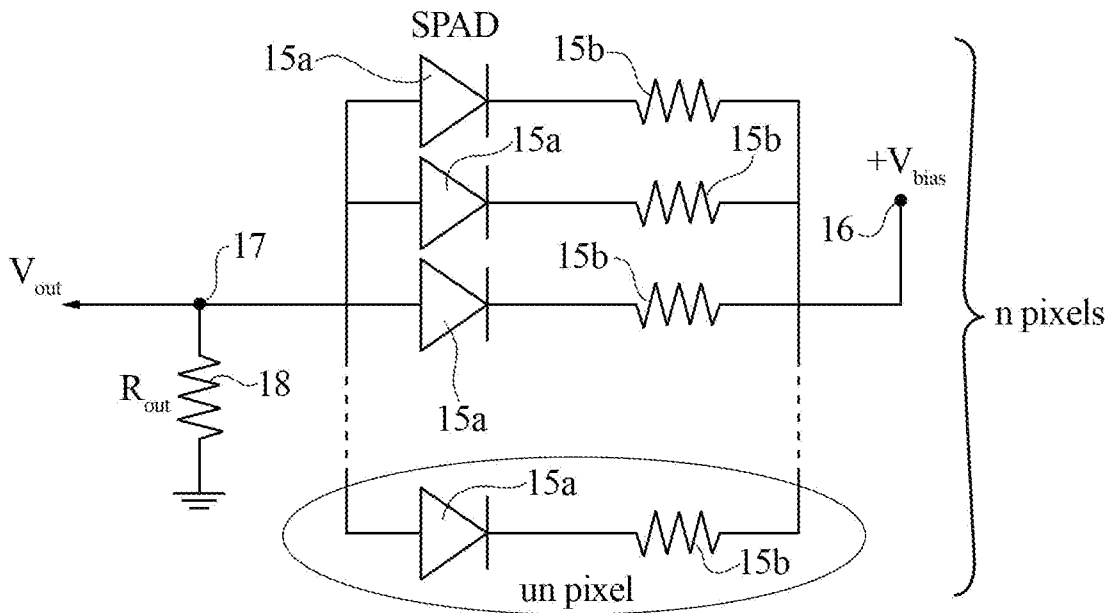 SPAD
15a
15b
15a
15b
+V bias
16
15b
17
V out
n pixels
18
R out
15a
15a
15b
un pixel